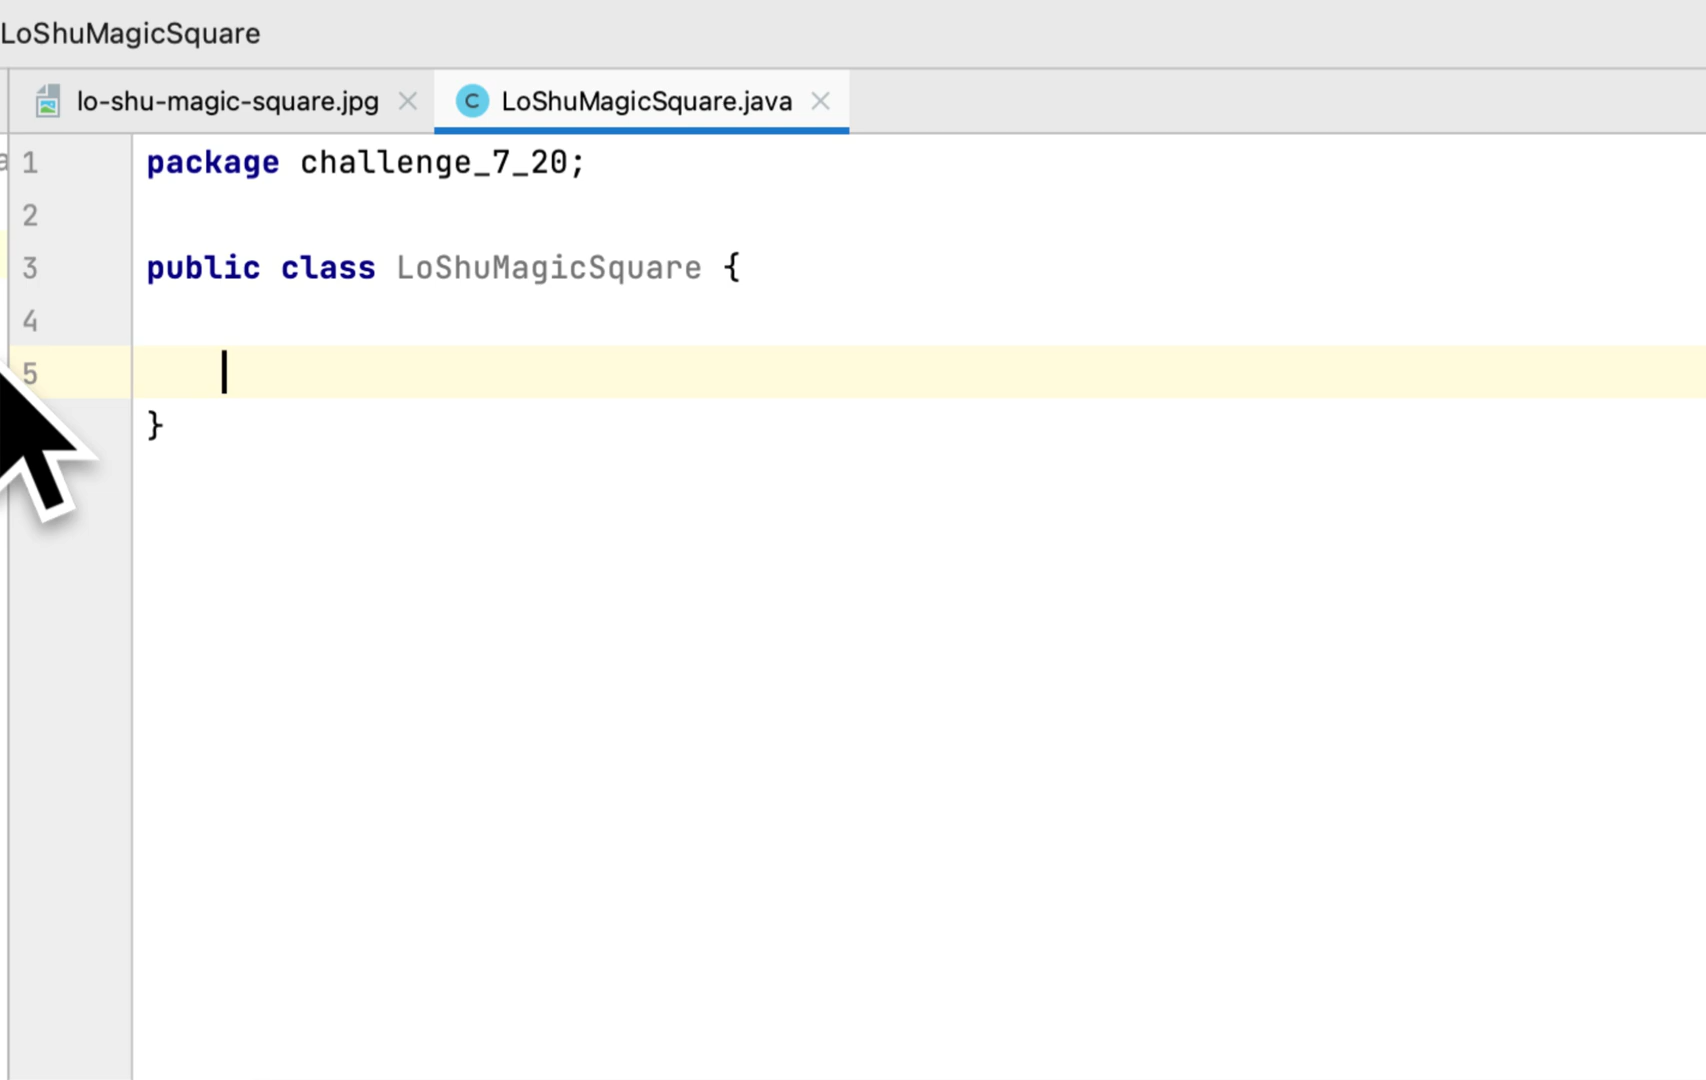 LoShuMagicSquare
lo-shu-magic-square.jpg
C LoShuMagicSquare.java
1 package challenge_7_20;
2
3 public class LoShuMagicSquare {
4
5
}